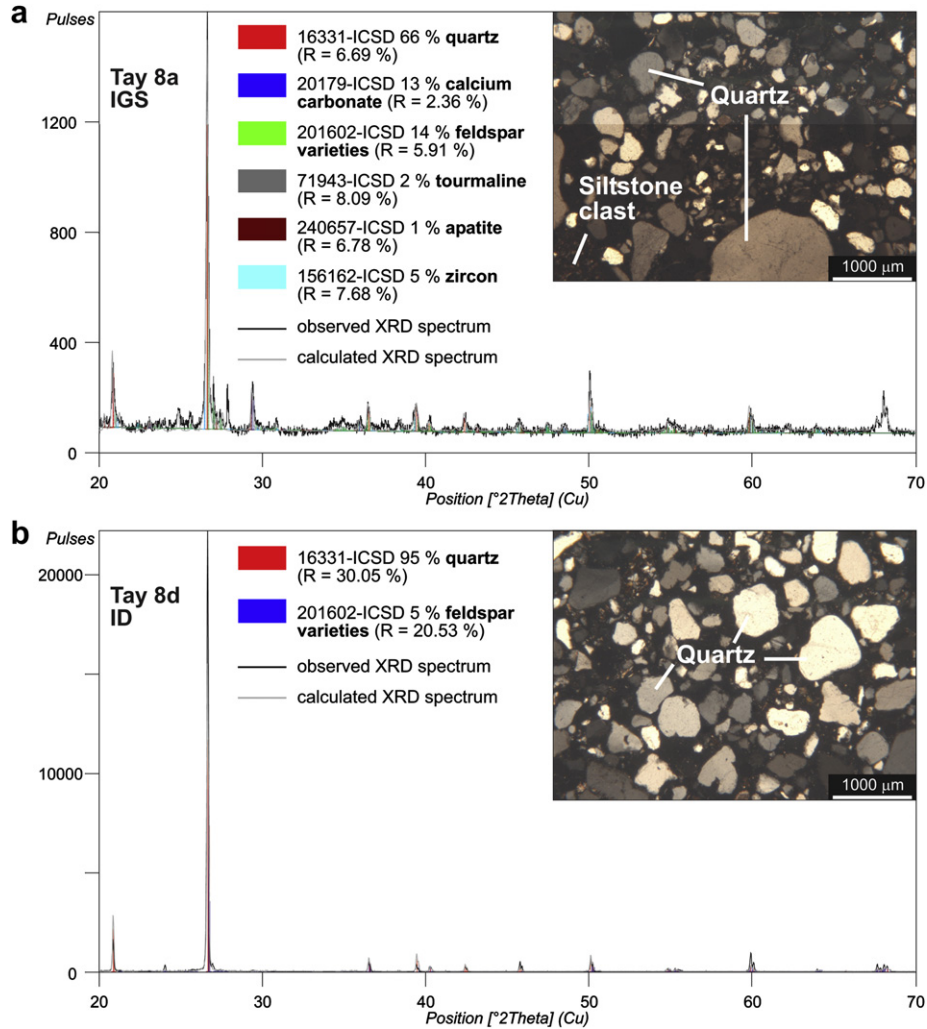 a
Pulses
Tay 8a
IGS
16331-ICSD 66 % quartz
(R = 6.69 %)
20179-ICSD 13 % calcium
carbonate (R = 2.36 %)
201602-ICSD 14 % feldspar
varieties (R = 5.91 %)
71943-ICSD 2 % tourmaline
(R = 8.09 %)
240657-ICSD 1 % apatite
(R = 6.78 %)
156162-ICSD 5 % zircon
(R = 7.68 %)
observed XRD spectrum
calculated XRD spectrum
Quartz
Siltstone
clast
1000 µm
1200
800
400
0
20
30
40
50
60
70
Position [°2Theta] (Cu)
b
Pulses
Tay 8d
ID
16331-ICSD 95 % quartz
(R = 30.05 %)
201602-ICSD 5 % feldspar
varieties (R = 20.53 %)
observed XRD spectrum
calculated XRD spectrum
Quartz
1000 µm
20000
10000
0
20
30
40
50
60
70
Position [°2Theta] (Cu)